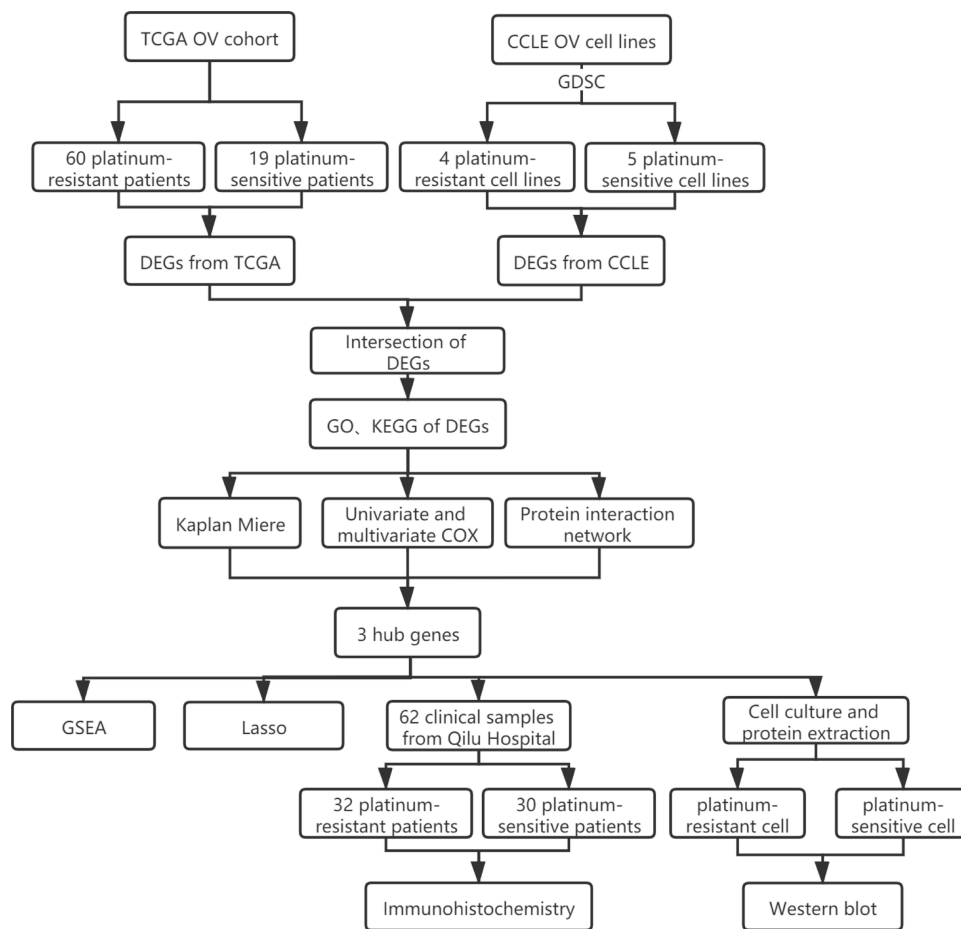 TCGA OV cohort
CCLE OV cell lines
GDSC
60 platinum-
resistant patients
19 platinum-
sensitive patients
4 platinum-
resistant cell lines
5 platinum-
sensitive cell lines
DEGs from TCGA
DEGs from CCLE
Intersection of
DEGs
GO、KEGG of DEGs
Kaplan Miere
Univariate and
multivariate COX
Protein interaction
network
3 hub genes
GSEA
Lasso
62 clinical samples
from Qilu Hospital
Cell culture and
protein extraction
32 platinum-
resistant patients
30 platinum-
sensitive patients
platinum-
resistant cell
platinum-
sensitive cell
Immunohistochemistry
Western blot